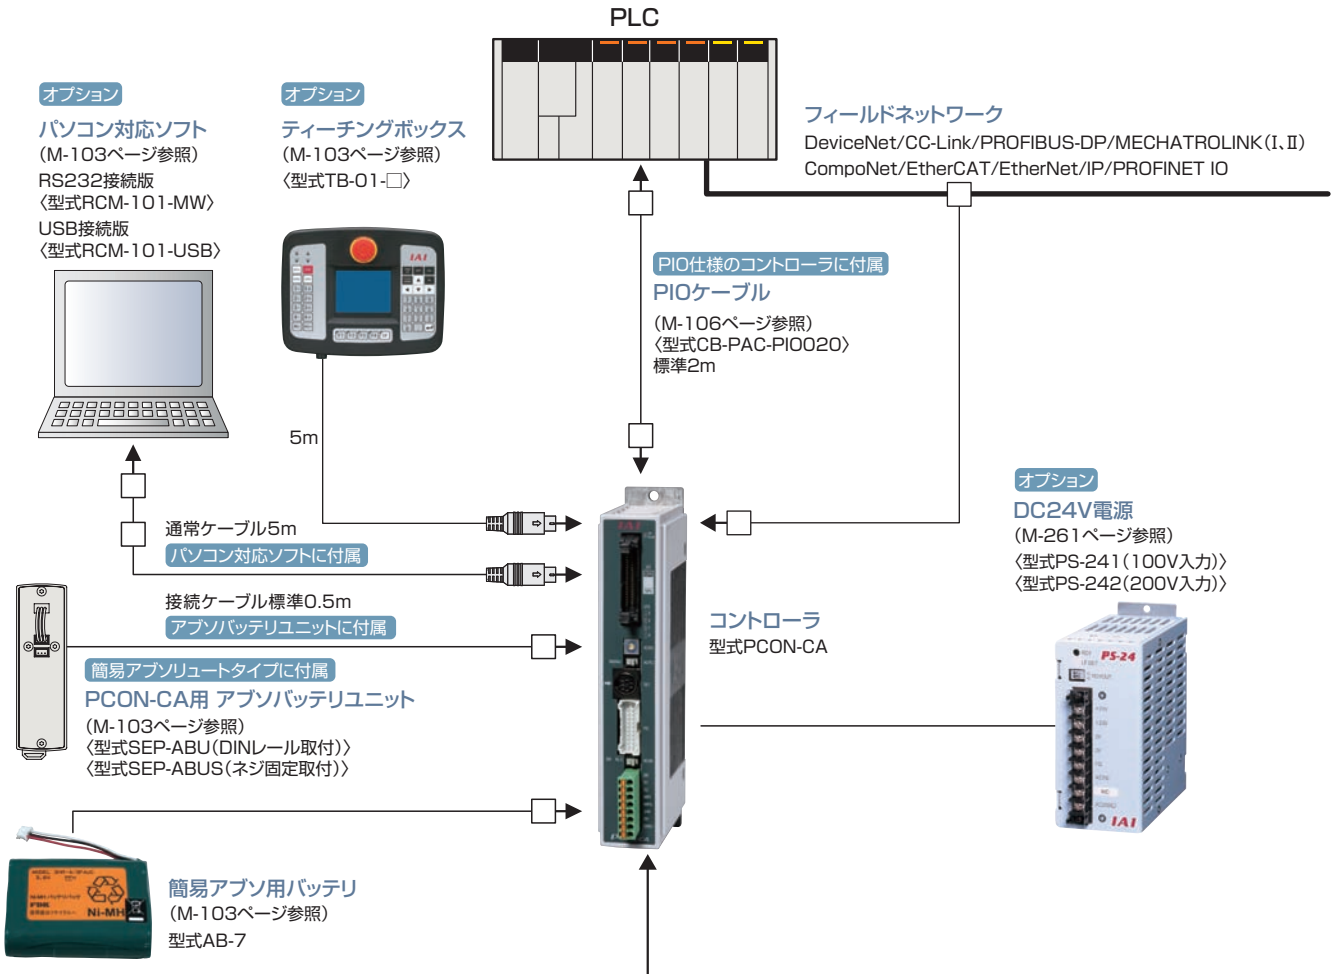 PLC
オプション
パソコン対応ソフト
(M-103ページ参照)
RS232接続版
〈型式RCM-101-MW〉
USB接続版
〈型式RCM-101-USB〉
オプション
ティーチングボックス
(M-103ページ参照)
〈型式TB-01-□〉
IAI
5m
フィールドネットワーク
DeviceNet/CC-Link/PROFIBUS-DP/MECHATROLINK(I、II)
CompoNet/EtherCAT/EtherNet/IP/PROFINET IO
PIO仕様のコントローラに付属
PIOケーブル
(M-106ページ参照)
〈型式CB-PAC-PIO020〉
標準2m
通常ケーブル5m
パソコン対応ソフトに付属
接続ケーブル標準0.5m
アブソバッテリユニットに付属
簡易アブソリュートタイプに付属
PCON-CA用 アブソバッテリユニット
(M-103ページ参照)
〈型式SEP-ABU(DINレール取付)〉
〈型式SEP-ABUS(ネジ固定取付)〉
IAI
コントローラ
型式PCON-CA
オプション
DC24V電源
(M-261ページ参照)
〈型式PS-241(100V入力)〉
〈型式PS-242(200V入力)〉
PS-24
IAI
簡易アブソ用バッテリ
(M-103ページ参照)
型式AB-7
FDK
Ni-MH